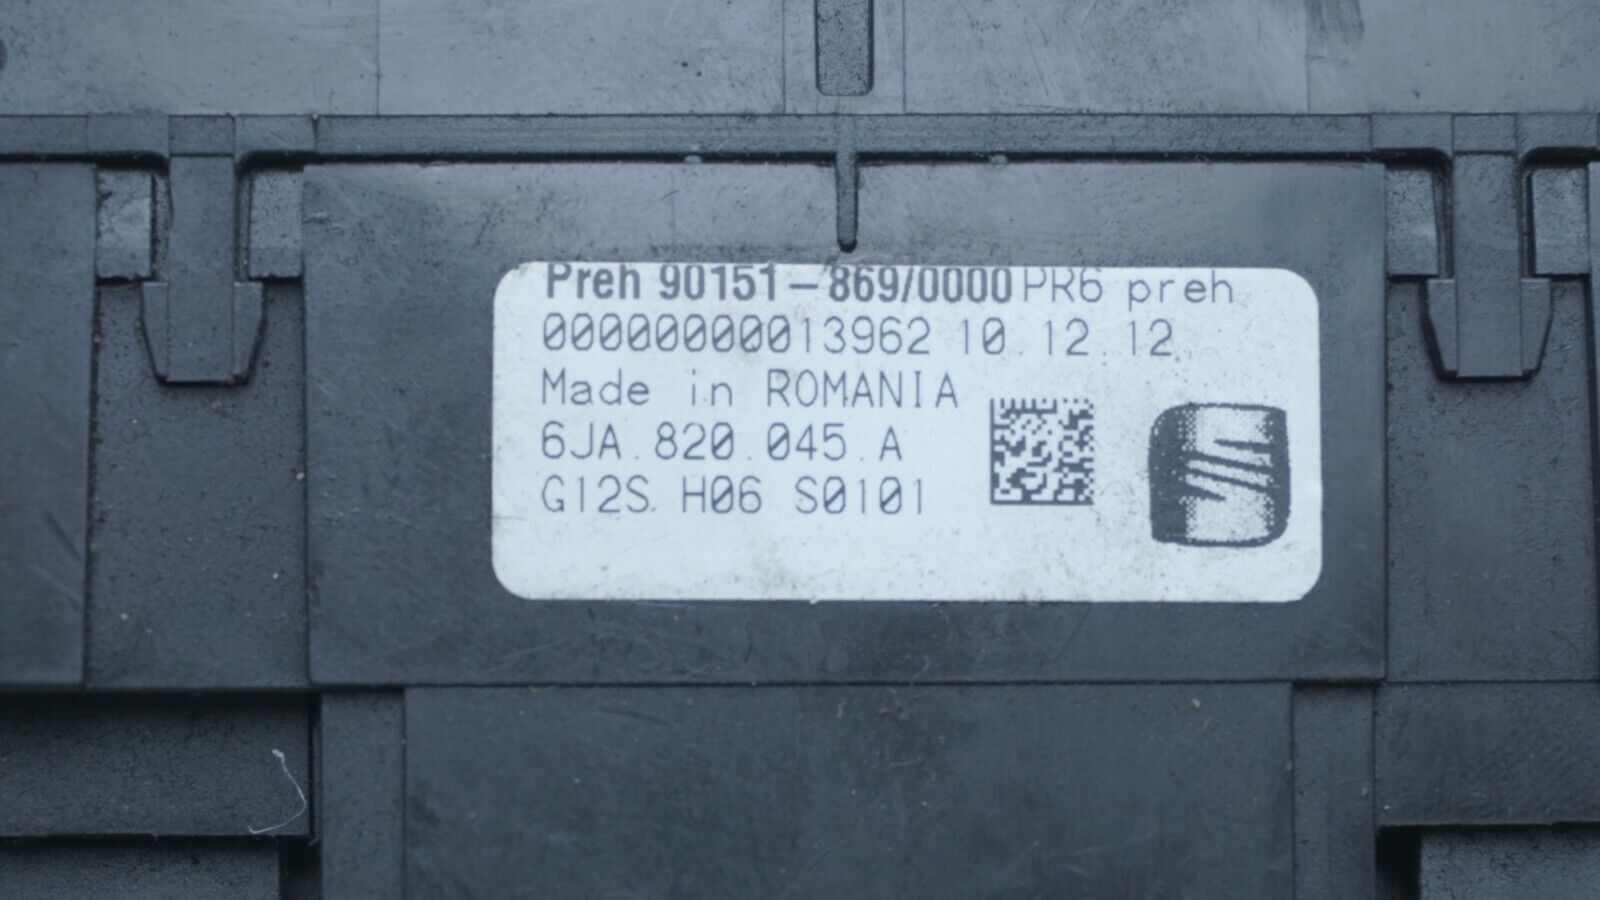 Preh 90151-869/0000 PR6 preh
00000000013962 10.12.12
Made in ROMANIA
6JA.820.045.A
G12S H06 S0101